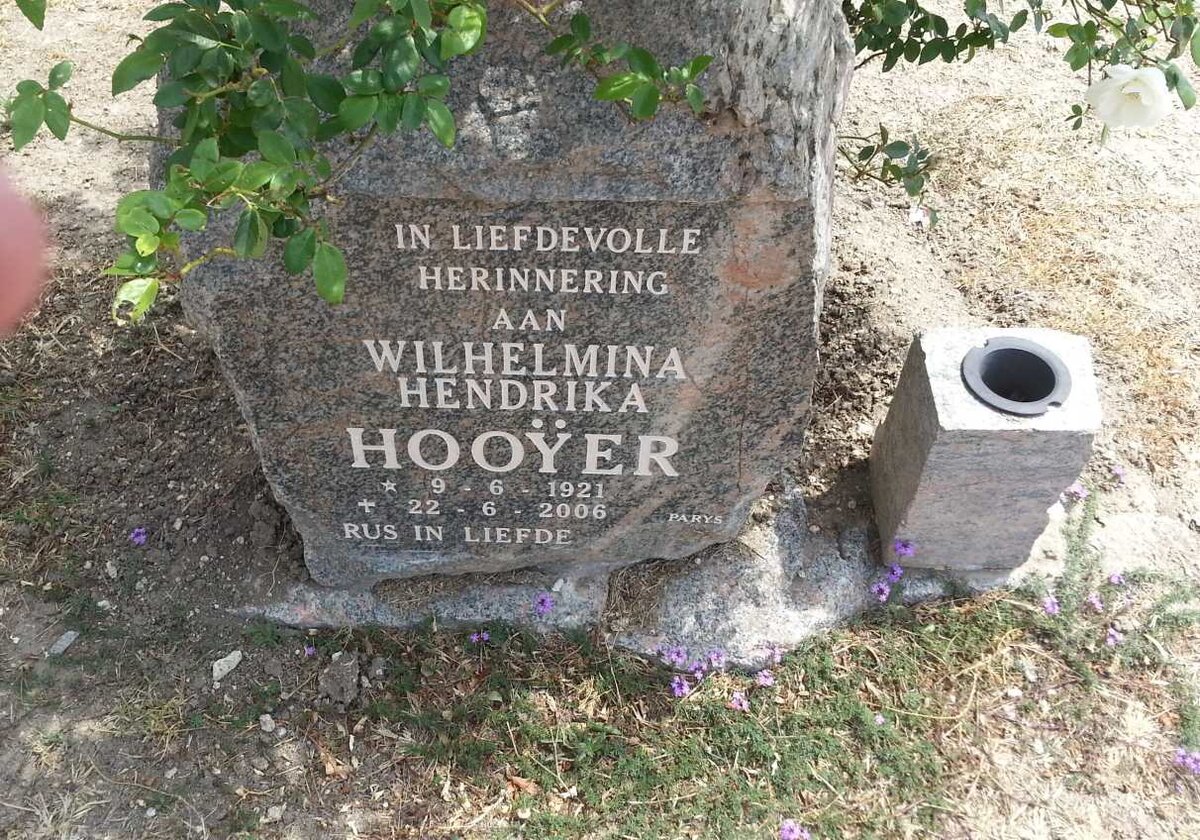 IN LIEFDEVOLLE
HERINNERING
AAN
WILHELMINA
HENDRIKA
HOOŸER
* 9 - 6 - 1921
+ 22 - 6 - 2006
RUS IN LIEFDE
PARYS